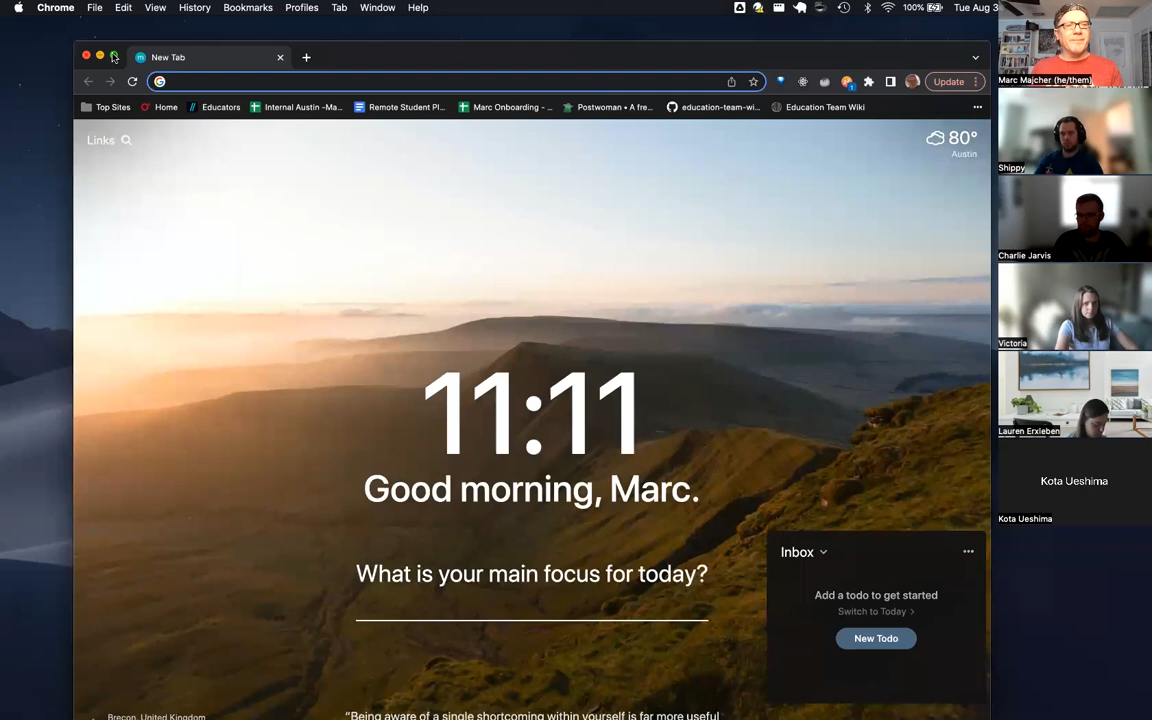 Chrome File Edit View History Bookmarks Profiles Tab Window Help 100% Tue Aug 3
New Tab
Update
Top Sites Home Educators Internal Austin -Ma... Remote Student Pl... Marc Onboarding - ... Postwoman • A fre... education-team-wi... Education Team Wiki
Links
80°
Austin
11:11
Good morning, Marc.
What is your main focus for today?
Inbox
Add a todo to get started
Switch to Today
New Todo
Brecon, United Kingdom
“Being aware of a single shortcoming within yourself is far more useful
Marc Majcher (he/them)
Shippy
Charlie Jarvis
Victoria
Lauren Erxleben
Kota Ueshima
Kota Ueshima